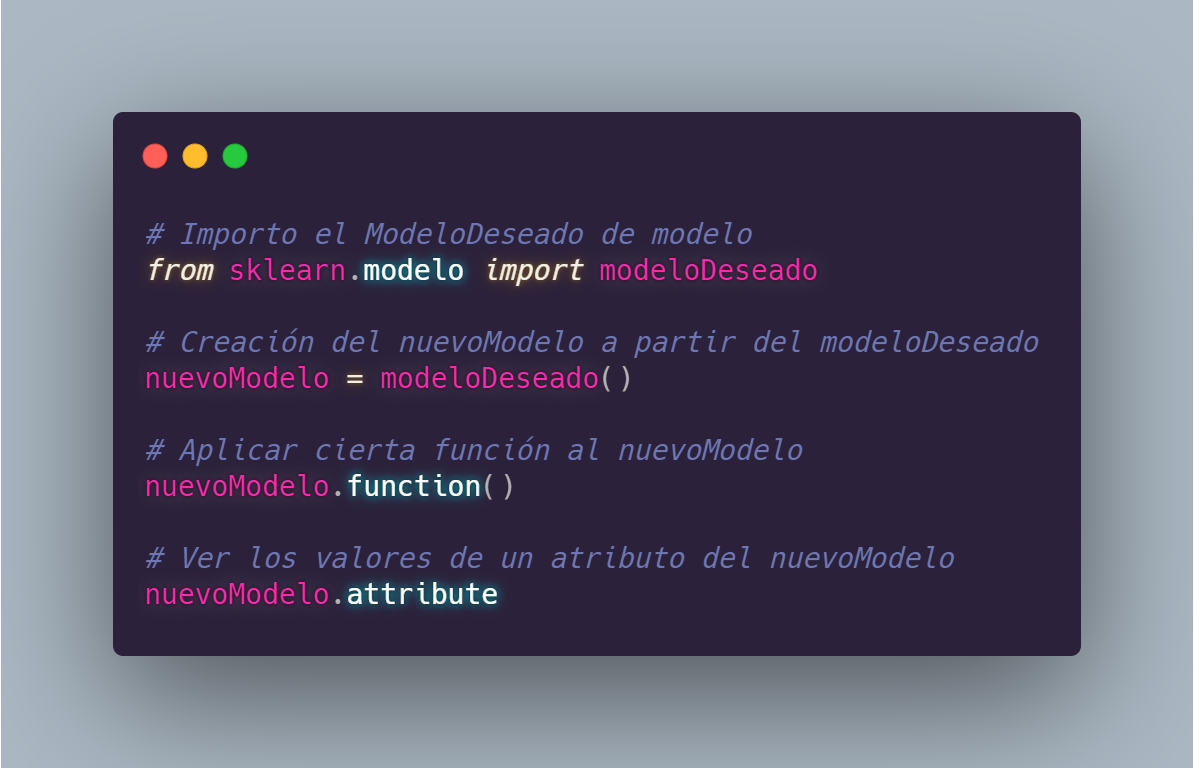 # Importo el ModeloDeseado de modelo
from sklearn.modelo import modeloDeseado
# Creación del nuevoModelo a partir del modeloDeseado
nuevoModelo = modeloDeseado()
# Aplicar cierta función al nuevoModelo
nuevoModelo.function()
# Ver los valores de un atributo del nuevoModelo
nuevoModelo.attribute